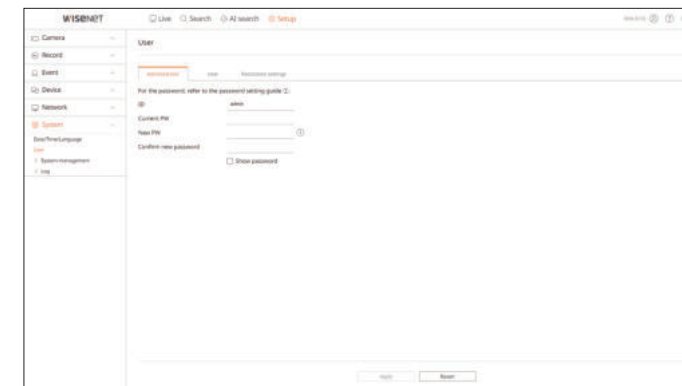 WISENET
Live Search AI search Setup
Camera
Record
Event
Device
Network
System
Date/Time/Language
User
System management
Log
User
Administrator User Permission settings
For the password, refer to the password setting guide
ID admin
Current PW
New PW
Confirm new password
Show password
Apply Reset